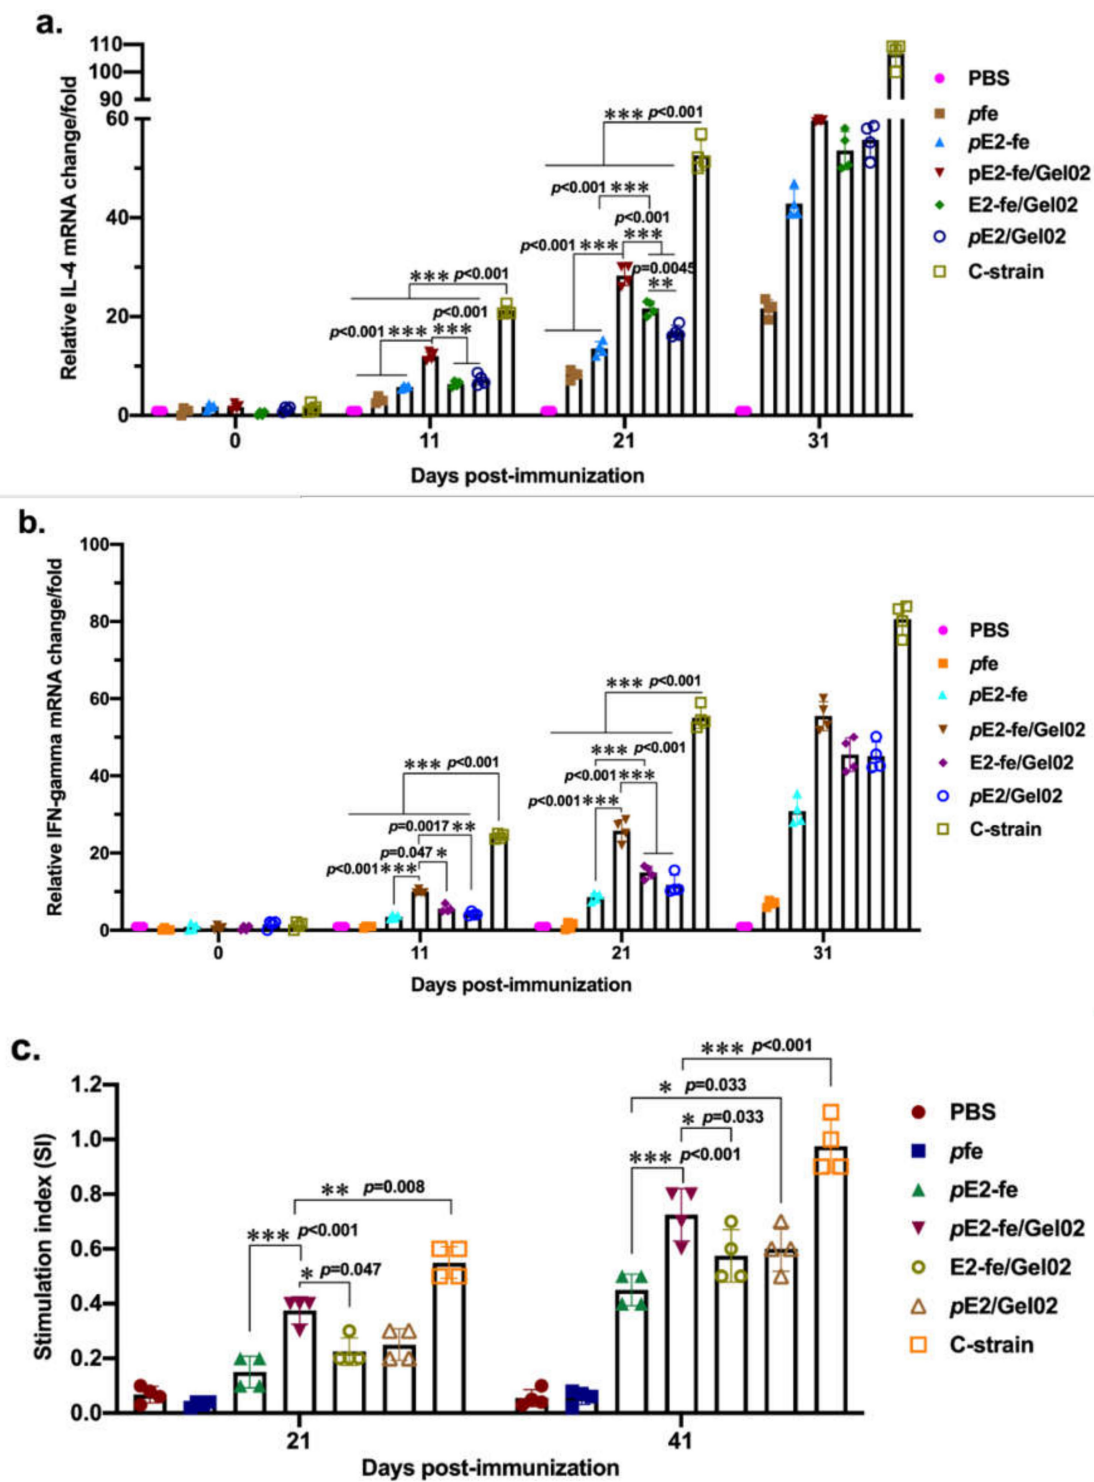 a.
Relative IL-4 mRNA change/fold
110
100
90
60
40
20
0
*** p<0.001
p<0.001 ***
p<0.001
p<0.001 *** ***
p=0.0045
*** p<0.001 **
p<0.001
p<0.001 *** ***
0 11 21 31
Days post-immunization
PBS
pfe
pE2-fe
pE2-fe/Gel02
E2-fe/Gel02
pE2/Gel02
C-strain
b.
Relative IFN-gamma mRNA change/fold
100
80
60
40
20
0
*** p<0.001
*** p<0.001
*** p<0.001
p<0.001 ***
p<0.001 ***
p=0.0017 **
p=0.047 *
p<0.001 ***
0 11 21 31
Days post-immunization
PBS
pfe
pE2-fe
pE2-fe/Gel02
E2-fe/Gel02
pE2/Gel02
C-strain
c.
Stimulation index (SI)
1.2
1.0
0.8
0.6
0.4
0.2
0.0
*** p<0.001
* p=0.033
* p=0.033
*** p<0.001
** p=0.008
*** p<0.001
* p=0.047
21 41
Days post-immunization
PBS
pfe
pE2-fe
pE2-fe/Gel02
E2-fe/Gel02
pE2/Gel02
C-strain